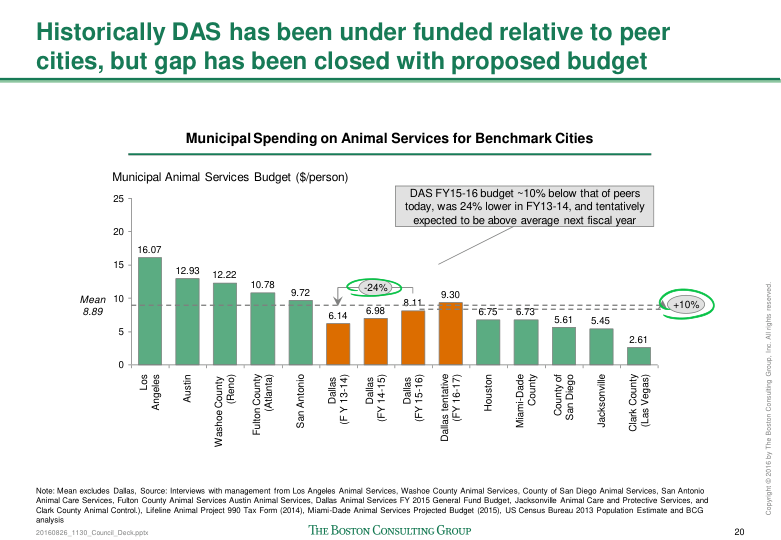 Historically DAS has been under funded relative to peer
cities, but gap has been closed with proposed budget
Municipal Spending on Animal Services for Benchmark Cities
Municipal Animal Services Budget ($/person)
DAS FY15-16 budget ~10% below that of peers
today, was 24% lower in FY13-14, and tentatively
expected to be above average next fiscal year
25
20
15
10
5
0
Mean
8.89
16.07
12.93
12.22
10.78
9.72
6.14
6.98
8.11
9.30
6.75
6.73
5.61
5.45
2.61
-24%
+10%
Los
Angeles
Austin
Washoe County
(Reno)
Fulton County
(Atlanta)
San Antonio
Dallas
(FY 13-14)
Dallas
(FY 14-15)
Dallas
(FY 15-16)
Dallas tentative
(FY 16-17)
Houston
Miami-Dade
County
County of
San Diego
Jacksonville
Clark County
(Las Vegas)
Note: Mean excludes Dallas, Source: Interviews with management from Los Angeles Animal Services, Washoe County Animal Services, County of San Diego Animal Services, San Antonio
Animal Care Services, Fulton County Animal Services Austin Animal Services, Dallas Animal Services FY 2015 General Fund Budget, Jacksonville Animal Care and Protective Services, and
Clark County Animal Control.), Lifeline Animal Project 990 Tax Form (2014), Miami-Dade Animal Services Projected Budget (2015), US Census Bureau 2013 Population Estimate and BCG
analysis
20160826_1130_Council_Deck.pptx
THE BOSTON CONSULTING GROUP
20
Copyright © 2016 by The Boston Consulting Group, Inc. All rights reserved.